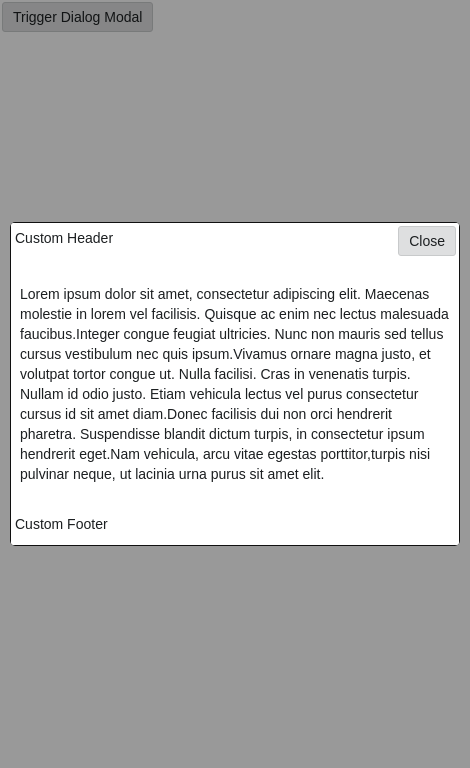 Trigger Dialog Modal
Custom Header
Close
Lorem ipsum dolor sit amet, consectetur adipiscing elit. Maecenas
molestie in lorem vel facilisis. Quisque ac enim nec lectus malesuada
faucibus.Integer congue feugiat ultricies. Nunc non mauris sed tellus
cursus vestibulum nec quis ipsum.Vivamus ornare magna justo, et
volutpat tortor congue ut. Nulla facilisi. Cras in venenatis turpis.
Nullam id odio justo. Etiam vehicula lectus vel purus consectetur
cursus id sit amet diam.Donec facilisis dui non orci hendrerit
pharetra. Suspendisse blandit dictum turpis, in consectetur ipsum
hendrerit eget.Nam vehicula, arcu vitae egestas porttitor,turpis nisi
pulvinar neque, ut lacinia urna purus sit amet elit.
Custom Footer